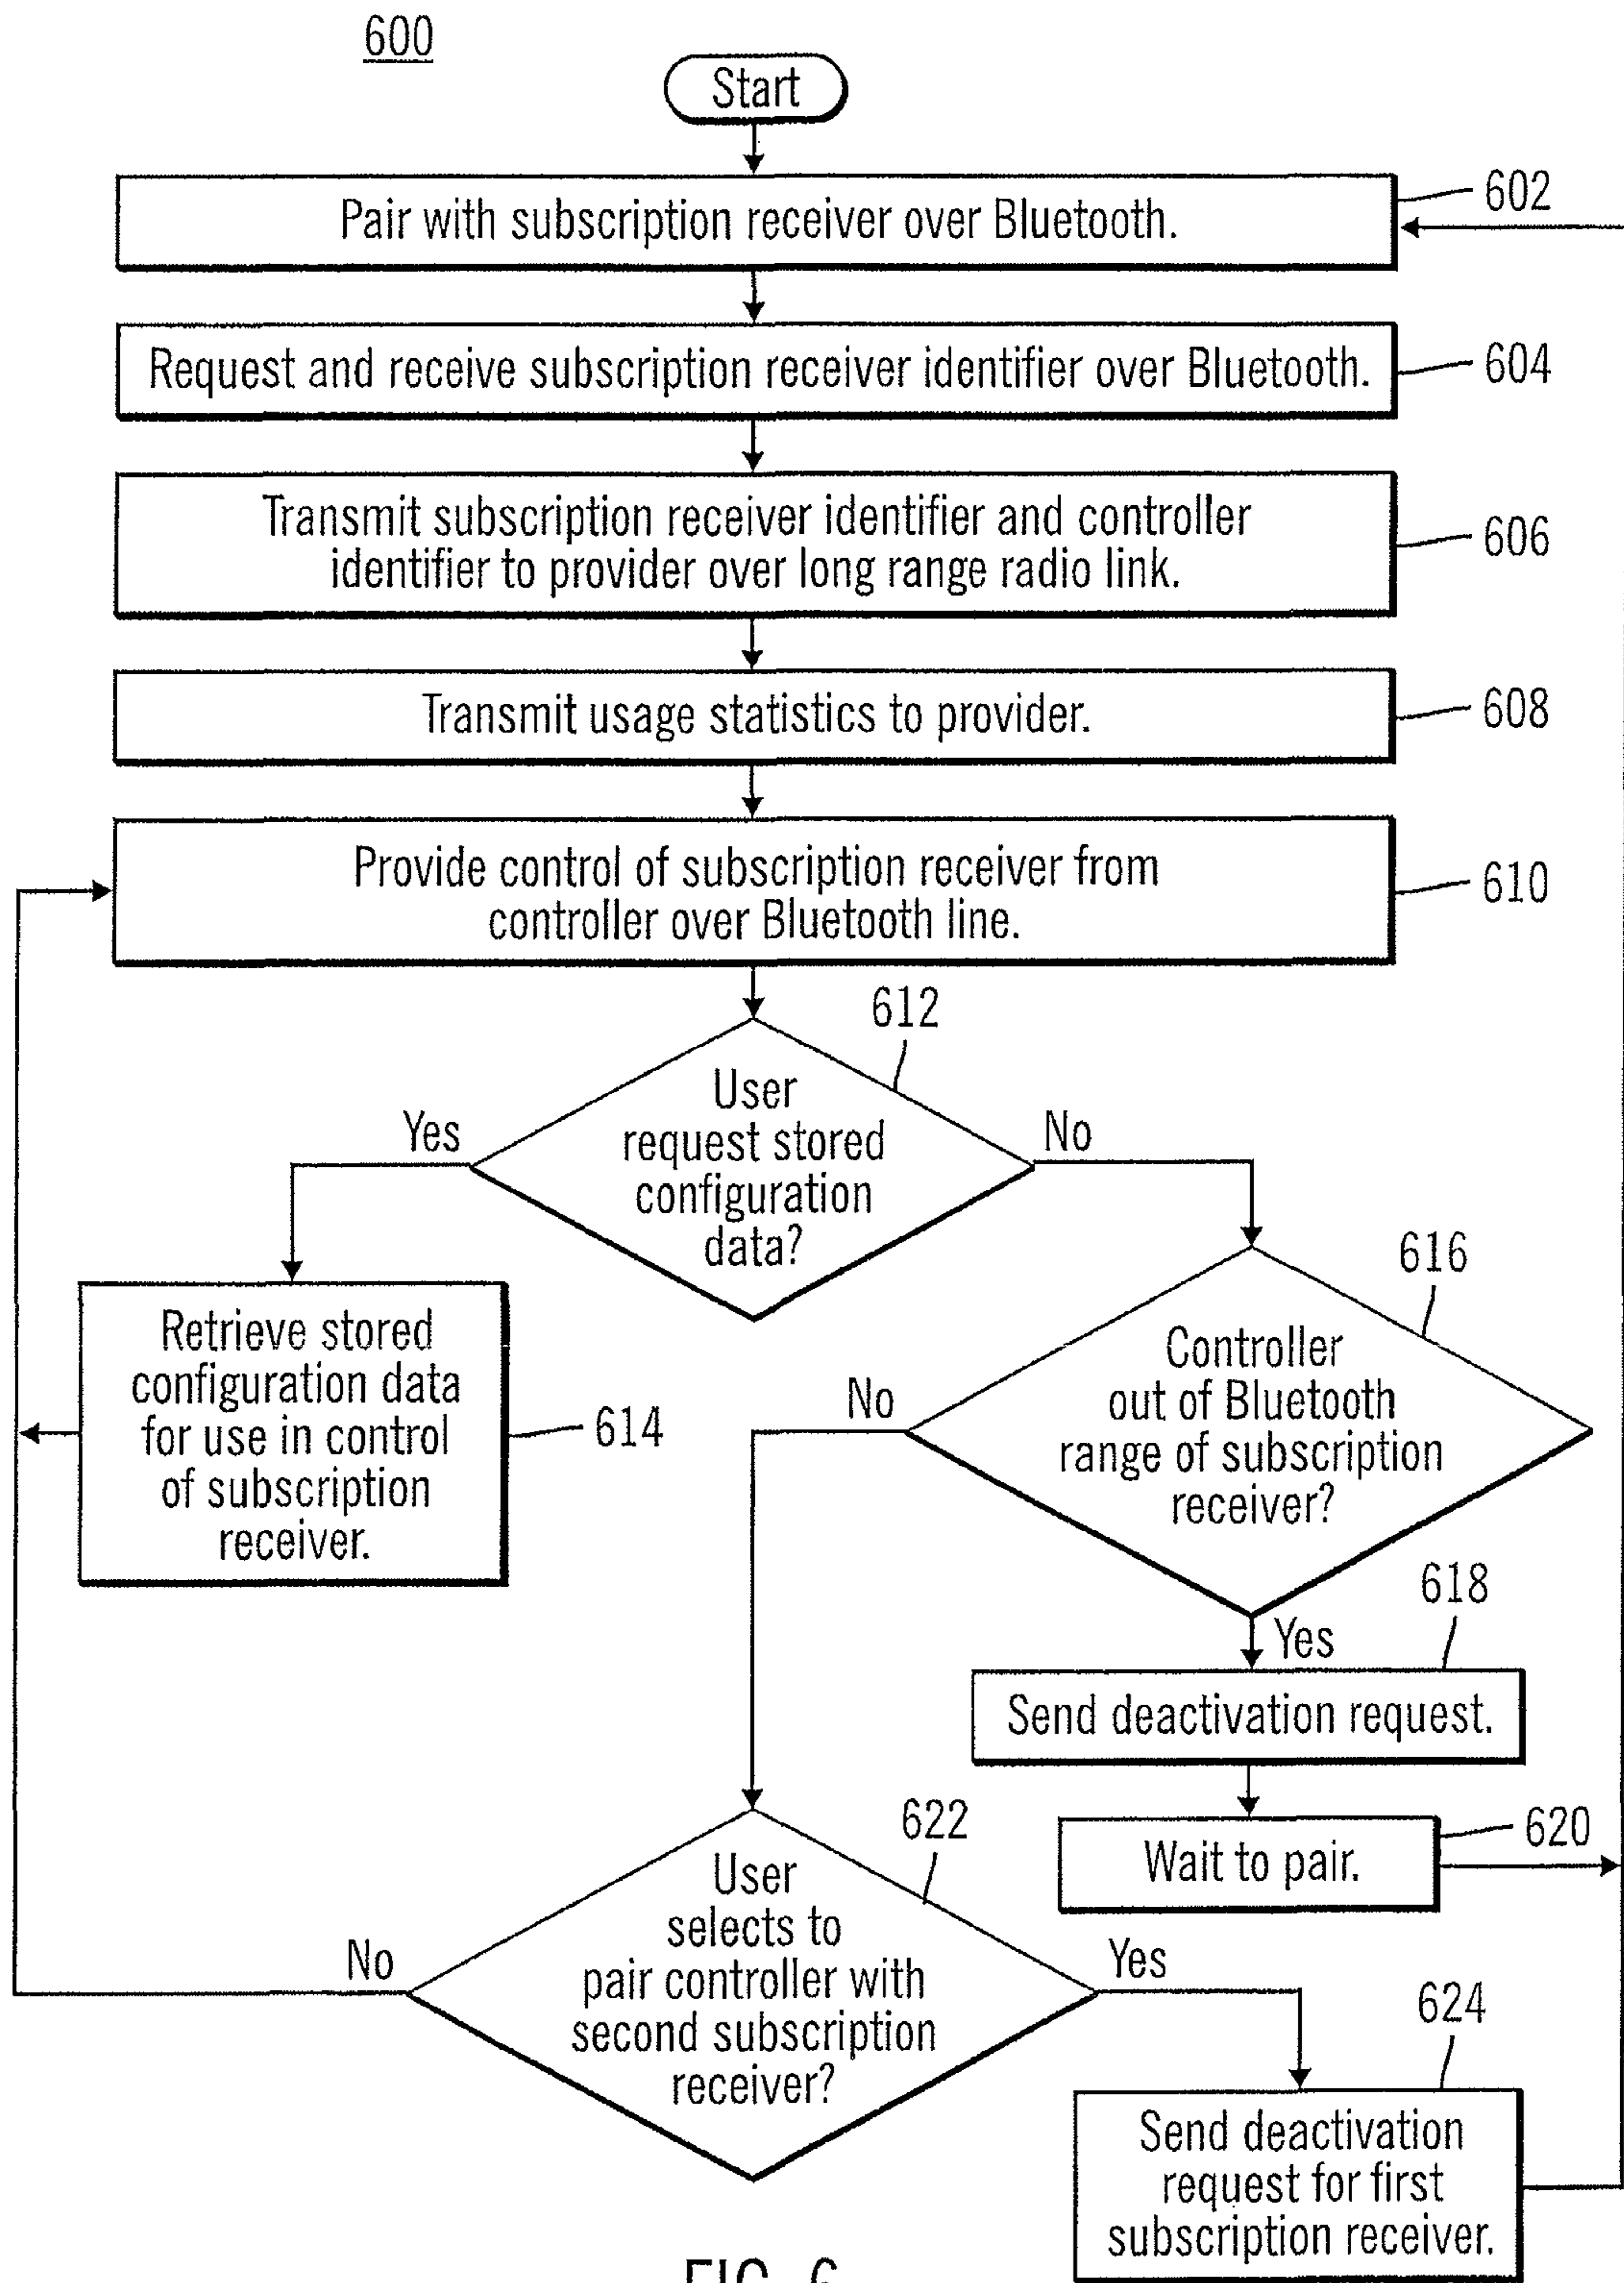 600
Start
Pair with subscription receiver over Bluetooth.
602
Request and receive subscription receiver identifier over Bluetooth.
604
Transmit subscription receiver identifier and controller
identifier to provider over long range radio link.
606
Transmit usage statistics to provider.
608
Provide control of subscription receiver from
controller over Bluetooth line.
610
612
User
request stored
configuration
data?
Yes
No
Retrieve stored
configuration data
for use in control
of subscription
receiver.
614
616
Controller
out of Bluetooth
range of subscription
receiver?
No
Yes
618
Send deactivation request.
Wait to pair.
620
622
User
selects to
pair controller with
second subscription
receiver?
No
Yes
624
Send deactivation
request for first
subscription receiver.
FIG. 6